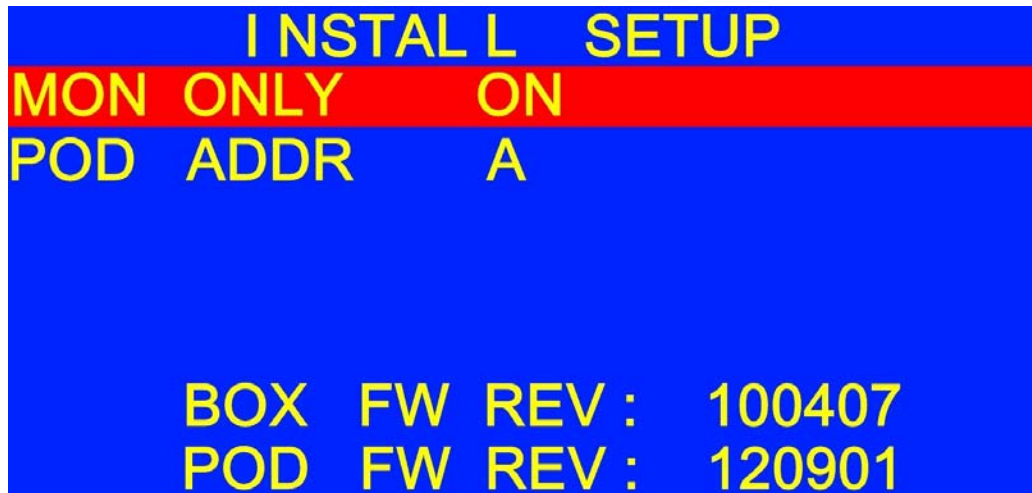 INSTALL SETUP
MON ONLY ON
POD ADDR A
BOX FW REV: 100407
POD FW REV: 120901